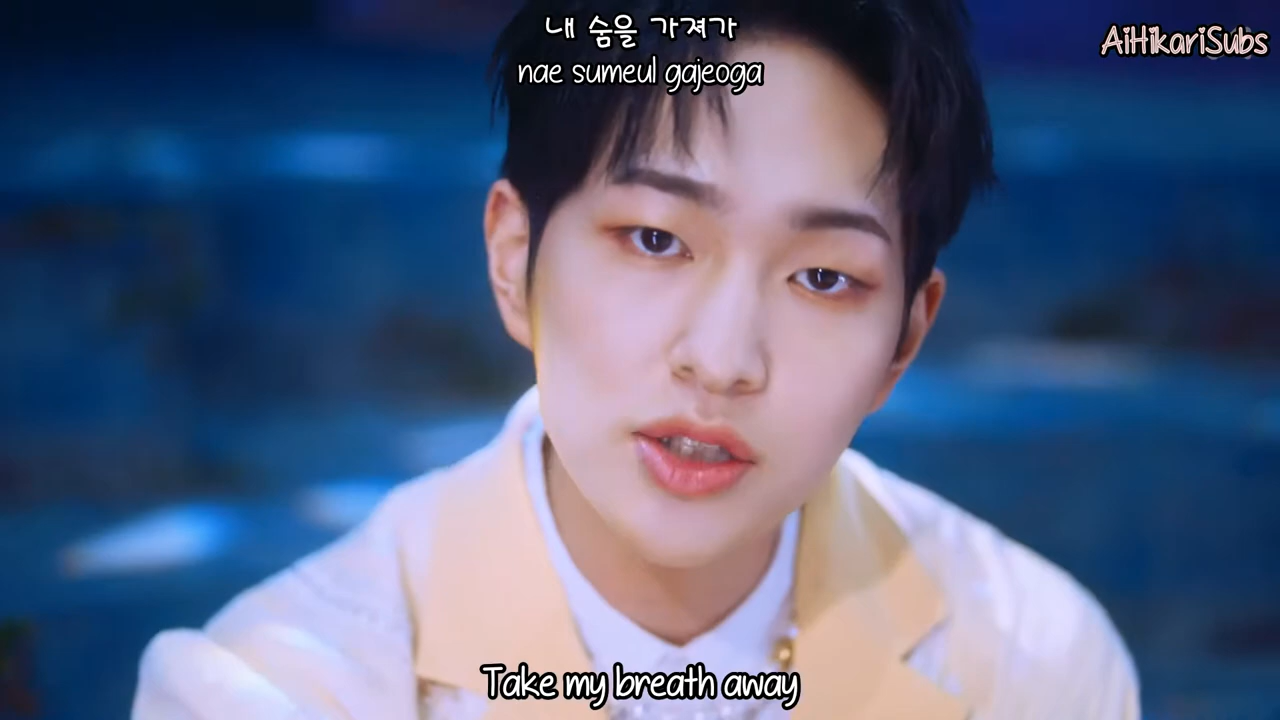 내 숨을 가져가
AiHikariSubs
nae sumeul gajeoga
Take my breath away